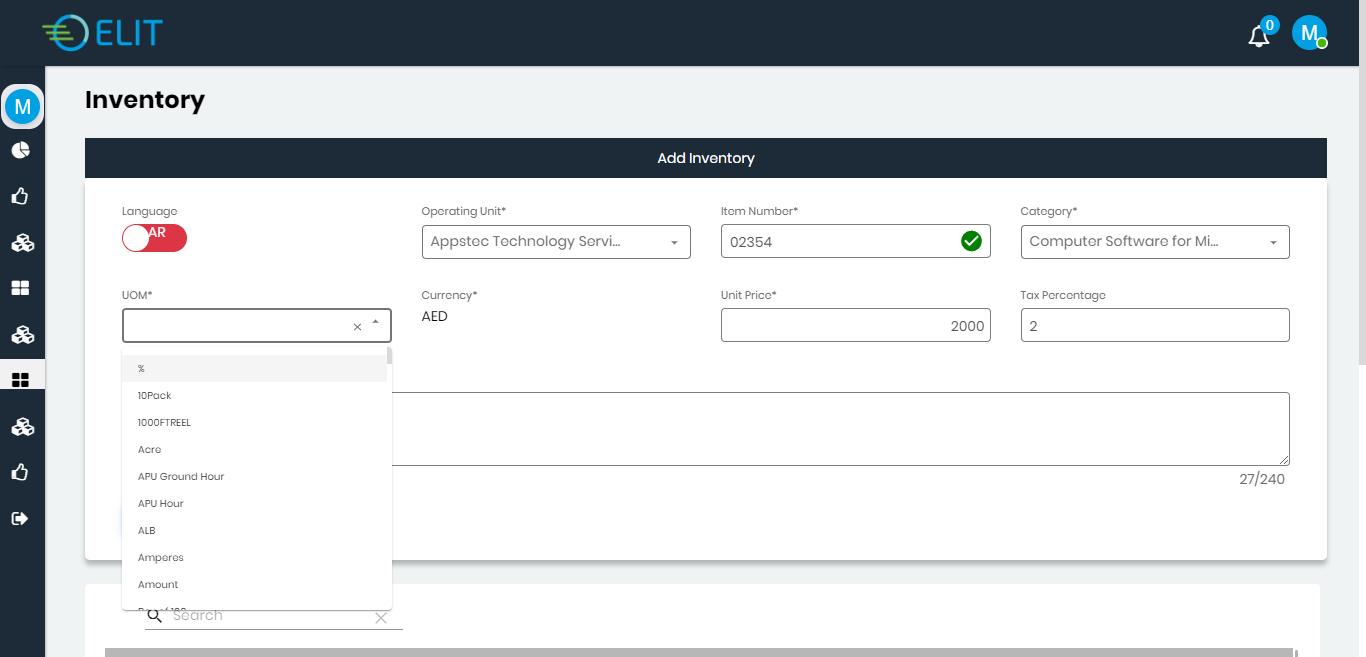 ELIT
0
M
M
Inventory
Add Inventory
Language
Operating Unit*
Item Number*
Category*
AR
Appstec Technology Servi...
02354
Computer Software for Mi...
UOM*
Currency*
Unit Price*
Tax Percentage
AED
2000
2
%
10Pack
1000FTREEL
Acre
APU Ground Hour
APU Hour
ALB
Amperes
Amount
27/240
Search